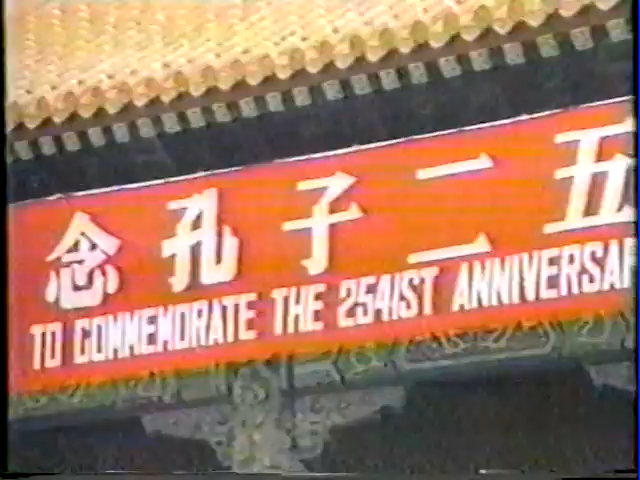 念孔子二五
TO COMMEMORATE THE 2541ST ANNIVERSAR